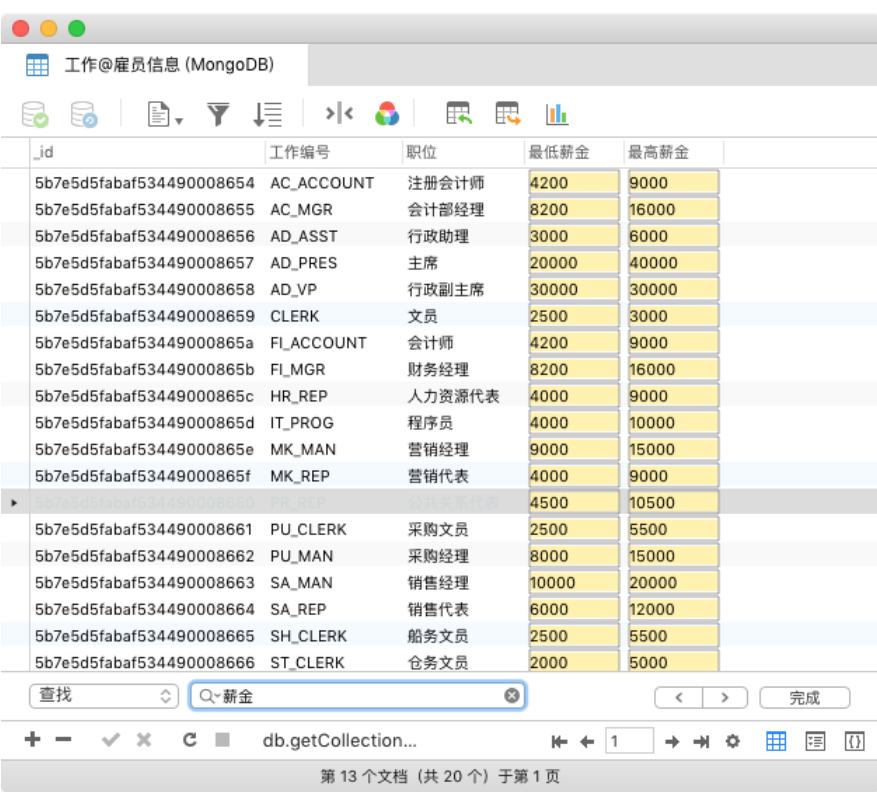 工作@雇员信息 (MongoDB)
_id 工作编号 职位 最低薪金 最高薪金
5b7e5d5fabaf534490008654 AC_ACCOUNT 注册会计师 4200 9000
5b7e5d5fabaf534490008655 AC_MGR 会计部经理 8200 16000
5b7e5d5fabaf534490008656 AD_ASST 行政助理 3000 6000
5b7e5d5fabaf534490008657 AD_PRES 主席 20000 40000
5b7e5d5fabaf534490008658 AD_VP 行政副主席 30000 30000
5b7e5d5fabaf534490008659 CLERK 文员 2500 3000
5b7e5d5fabaf53449000865a FI_ACCOUNT 会计师 4200 9000
5b7e5d5fabaf53449000865b FI_MGR 财务经理 8200 16000
5b7e5d5fabaf53449000865c HR_REP 人力资源代表 4000 9000
5b7e5d5fabaf53449000865d IT_PROG 程序员 4000 10000
5b7e5d5fabaf53449000865e MK_MAN 营销经理 9000 15000
5b7e5d5fabaf53449000865f MK_REP 营销代表 4000 9000
5b7e5d5fabaf534490008660 PR_REP 公共关系代表 4500 10500
5b7e5d5fabaf534490008661 PU_CLERK 采购文员 2500 5500
5b7e5d5fabaf534490008662 PU_MAN 采购经理 8000 15000
5b7e5d5fabaf534490008663 SA_MAN 销售经理 10000 20000
5b7e5d5fabaf534490008664 SA_REP 销售代表 6000 12000
5b7e5d5fabaf534490008665 SH_CLERK 船务文员 2500 5500
5b7e5d5fabaf534490008666 ST_CLERK 仓务文员 2000 5000
查找 薪金 完成
db.getCollection... 1
第 13 个文档（共 20 个）于第 1 页